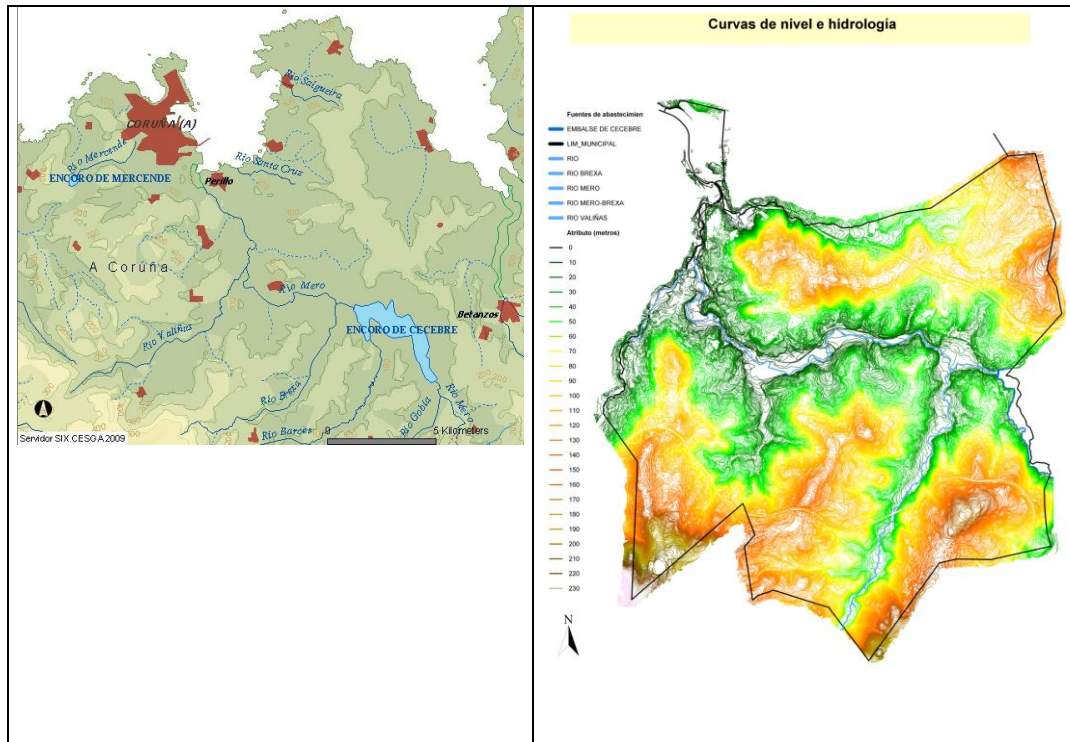 Río Salgueira
CORUÑA (A)
Río Mercende
Río Santa Cruz
ENCORO DE MERCENDE
Perillo
A Coruña
Río Mero
ENCORO DE CECEBRE
Betanzos
Río Valiñas
Río Brexa
Río Gobia
Río Mero
Río Barces
0 5 Kilometers
Servidor SIX CESGA 2009
Curvas de nivel e hidrología
Fuentes de abastecimien
EMBALSE DE CECEBRE
LIM_MUNICIPAL
RIO
RIO BREXA
RIO MERO
RIO MERO-BREXA
RIO VALIÑAS
Atributo (metros)
0
10
20
30
40
50
60
70
80
90
100
110
120
130
140
150
160
170
180
190
200
210
220
230
N